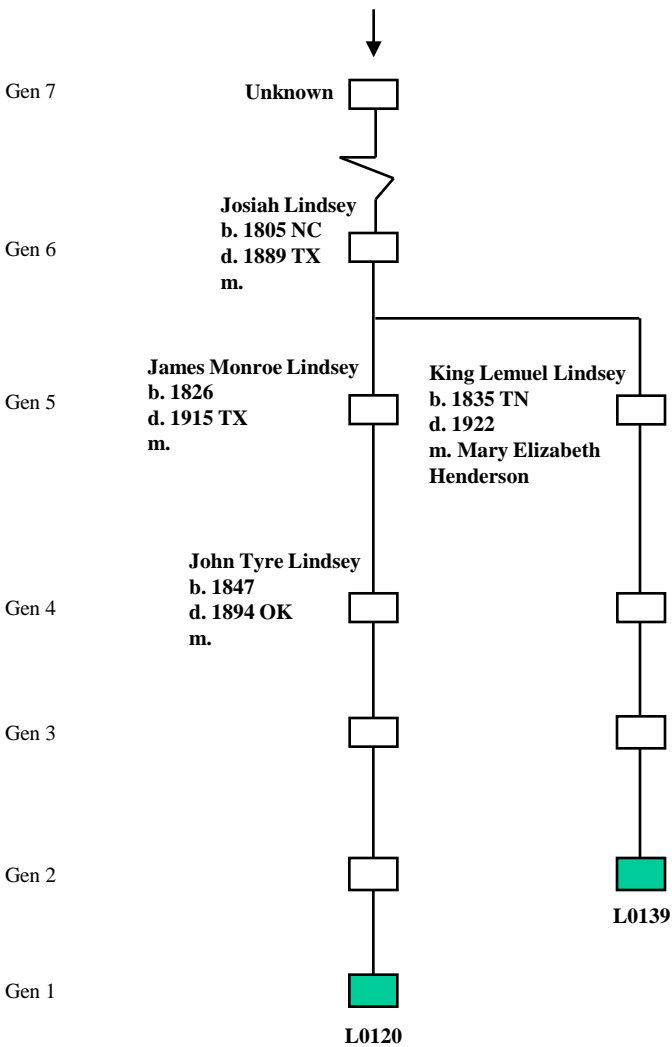 Gen 7
Unknown
Josiah Lindsey
b. 1805 NC
Gen 6
d. 1889 TX
m.
James Monroe Lindsey
b. 1826
Gen 5
d. 1915 TX
m.
King Lemuel Lindsey
b. 1835 TN
d. 1922
m. Mary Elizabeth
Henderson
John Tyre Lindsey
b. 1847
Gen 4
d. 1894 OK
m.
Gen 3
Gen 2
L0139
Gen 1
L0120